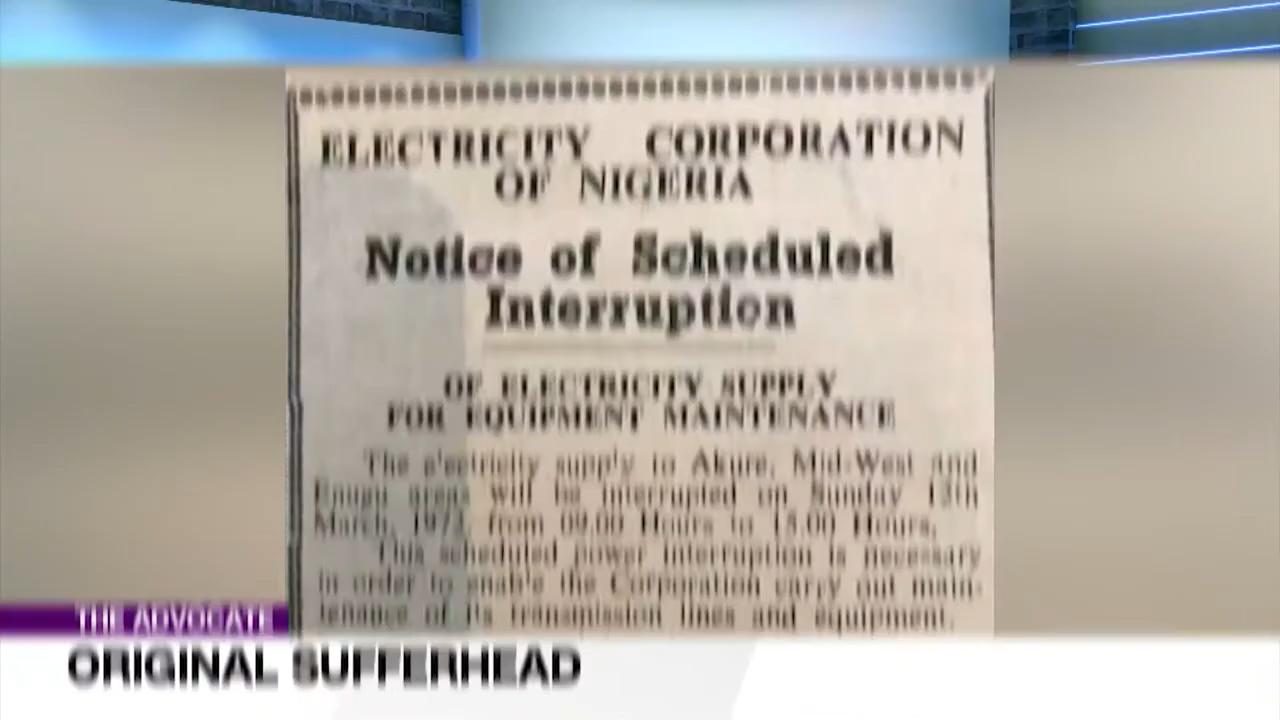 ELECTRICITY CORPORATION
OF NIGERIA
Notice of Scheduled
Interruption
OF ELECTRICITY SUPPLY
FOR EQUIPMENT MAINTENANCE
The electricity supply to Akure, Mid-West and
Enugu areas will be interrupted on Sunday 12th
March, 1972 from 09.00 Hours to 15.00 Hours.
This scheduled power interruption is necessary
in order to enable the Corporation carry out main-
tenance of its transmission lines and equipment.
THE ADVOCATE
ORIGINAL SUFFERHEAD